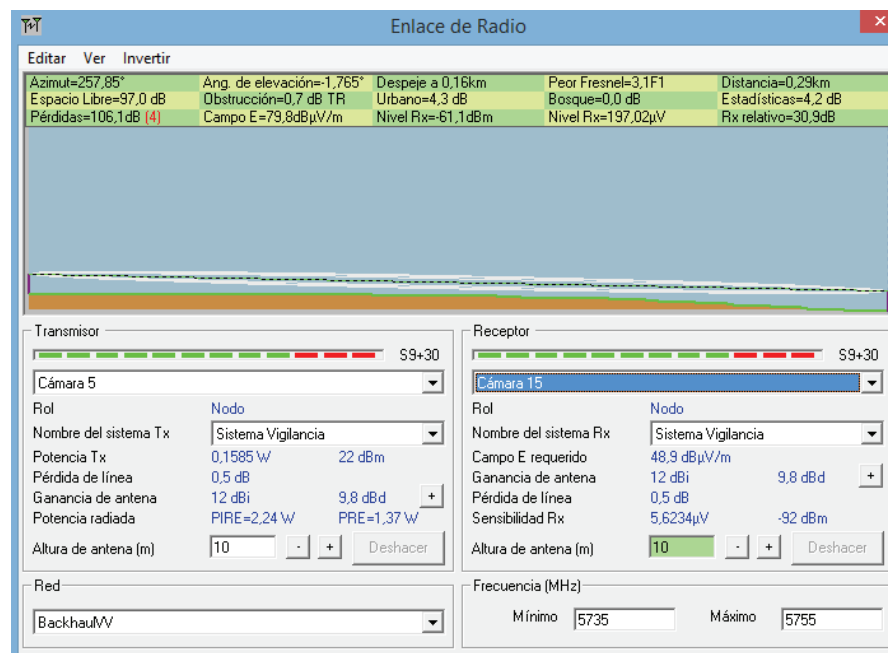 Enlace de Radio
Editar Ver Invertir
Azimut=257,85° Ang. de elevación=-1,765° Despeje a 0,16km Peor Fresnel=3,1F1 Distancia=0,29km
Espacio Libre=97,0 dB Obstrucción=0,7 dB TR Urbano=4,3 dB Bosque=0,0 dB Estadísticas=4,2 dB
Pérdidas=106,1dB (4) Campo E=79,8dBµV/m Nivel Rx=-61,1dBm Nivel Rx=197,02µV Rx relativo=30,9dB
Transmisor
S9+30
Cámara 5
Rol Nodo
Nombre del sistema Tx Sistema Vigilancia
Potencia Tx 0,1585 W 22 dBm
Pérdida de línea 0,5 dB
Ganancia de antena 12 dBi 9,8 dBd +
Potencia radiada PIRE=2,24 W PRE=1,37 W
Altura de antena (m) 10 - + Deshacer
Receptor
S9+30
Cámara 15
Rol Nodo
Nombre del sistema Rx Sistema Vigilancia
Campo E requerido 48,9 dBµV/m
Ganancia de antena 12 dBi 9,8 dBd +
Pérdida de línea 0,5 dB
Sensibilidad Rx 5,6234µV -92 dBm
Altura de antena (m) 10 - + Deshacer
Red
BackhaulVV
Frecuencia (MHz)
Mínimo 5735 Máximo 5755